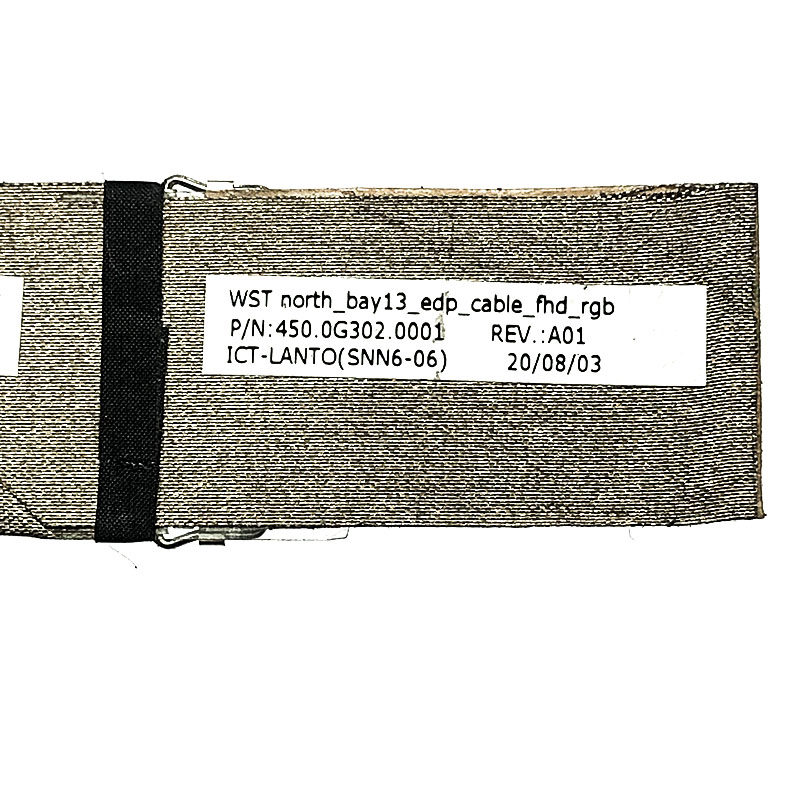 WST north_bay13_edp_cable_fhd_rgb
P/N:450.0G302.0001 REV.:A01
ICT-LANTO(SNN6-06) 20/08/03